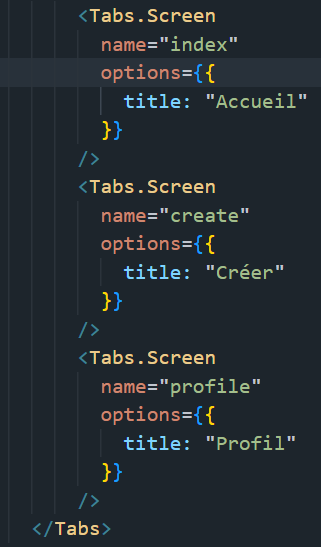 <Tabs.Screen
name="index"
options={{
title: "Accueil"
}}
/>
<Tabs.Screen
name="create"
options={{
title: "Créer"
}}
/>
<Tabs.Screen
name="profile"
options={{
title: "Profil"
}}
/>
</Tabs>